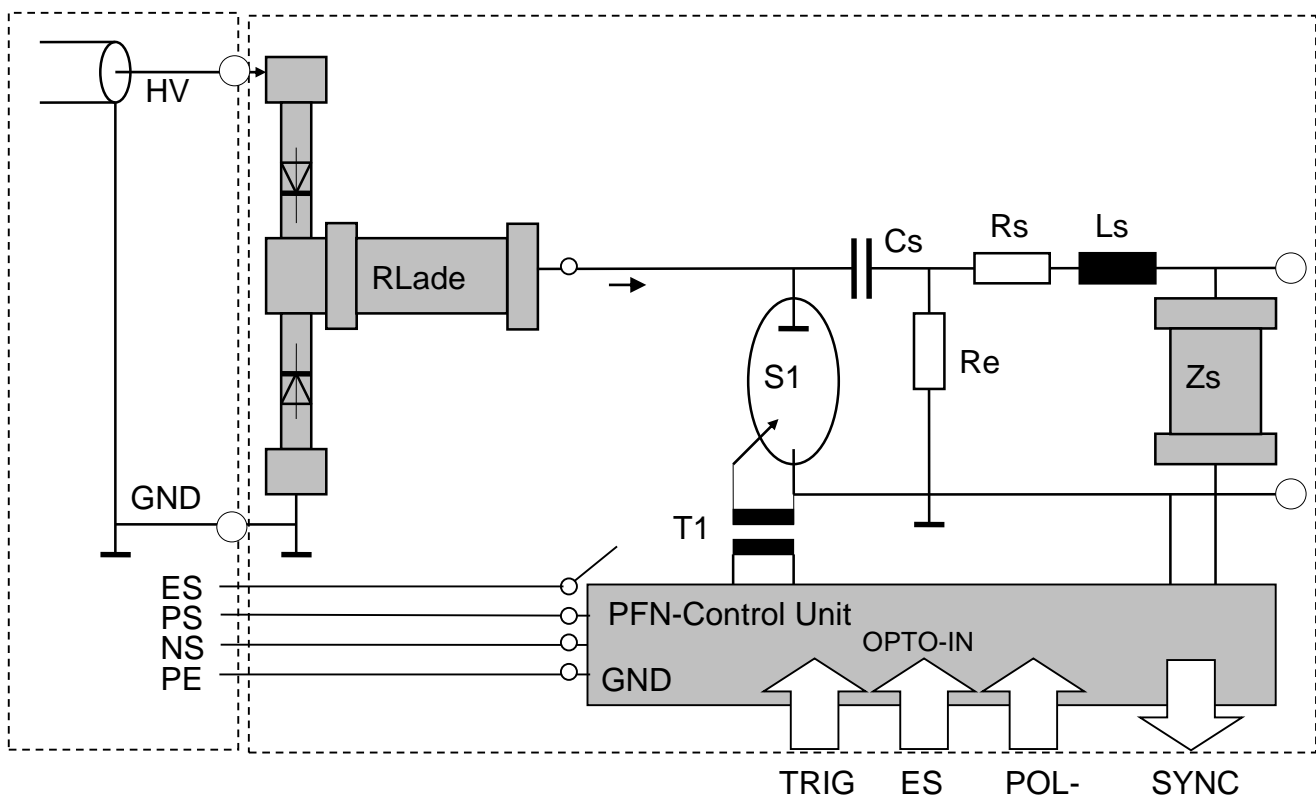 HV
Rs
Ls
Cs
RLade
S1
Re
Zs
GND
T1
ES
PS
NS
PE
PFN-Control Unit
OPTO-IN
GND
TRIG
ES
POL-
SYNC